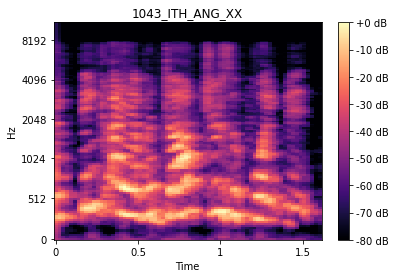 1043_ITH_ANG_XX
Hz
8192
4096
2048
1024
512
0
0
0.5
1
1.5
Time
+0 dB
-10 dB
-20 dB
-30 dB
-40 dB
-50 dB
-60 dB
-70 dB
-80 dB